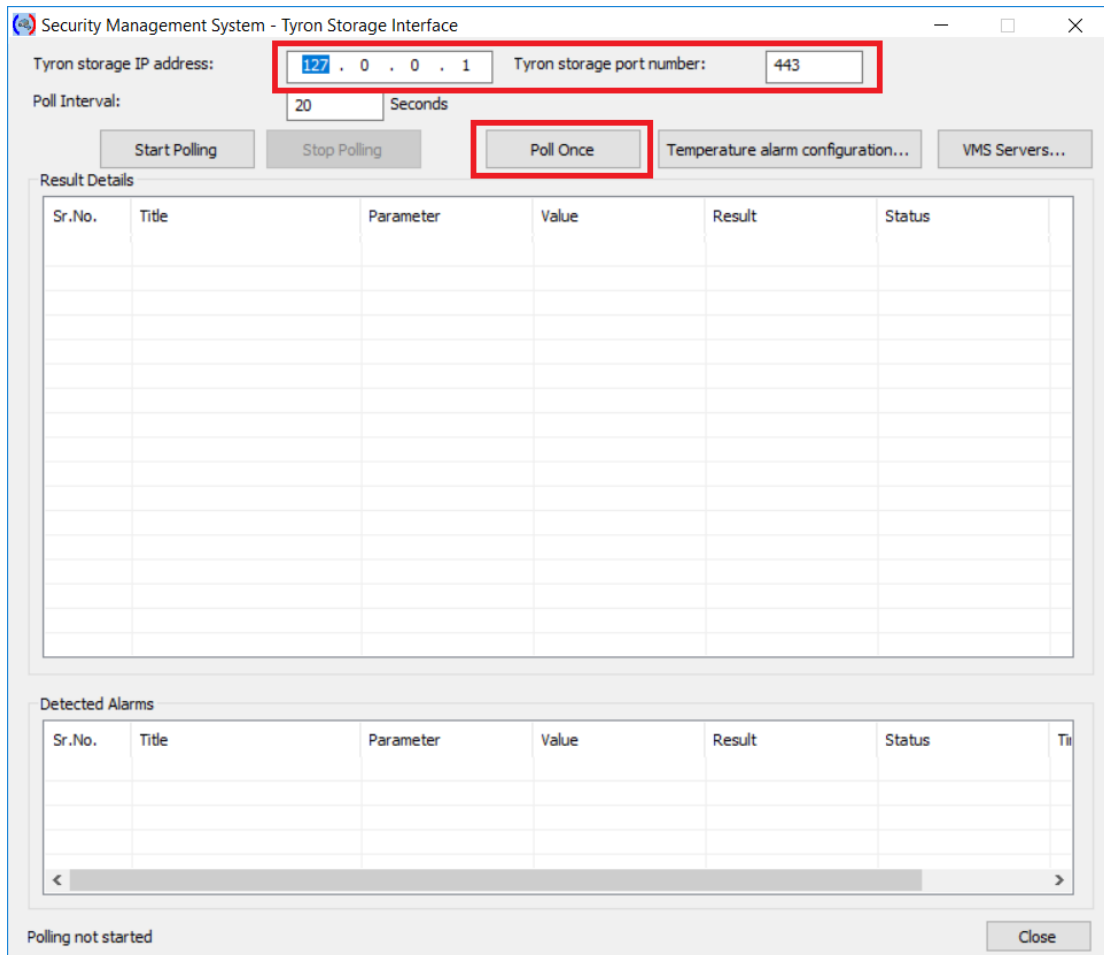 Security Management System - Tyron Storage Interface
Tyron storage IP address: 127 . 0 . 0 . 1 Tyron storage port number: 443
Poll Interval: 20 Seconds
Start Polling Stop Polling Poll Once Temperature alarm configuration... VMS Servers...
Result Details
Sr.No. Title Parameter Value Result Status
Detected Alarms
Sr.No. Title Parameter Value Result Status
Polling not started Close